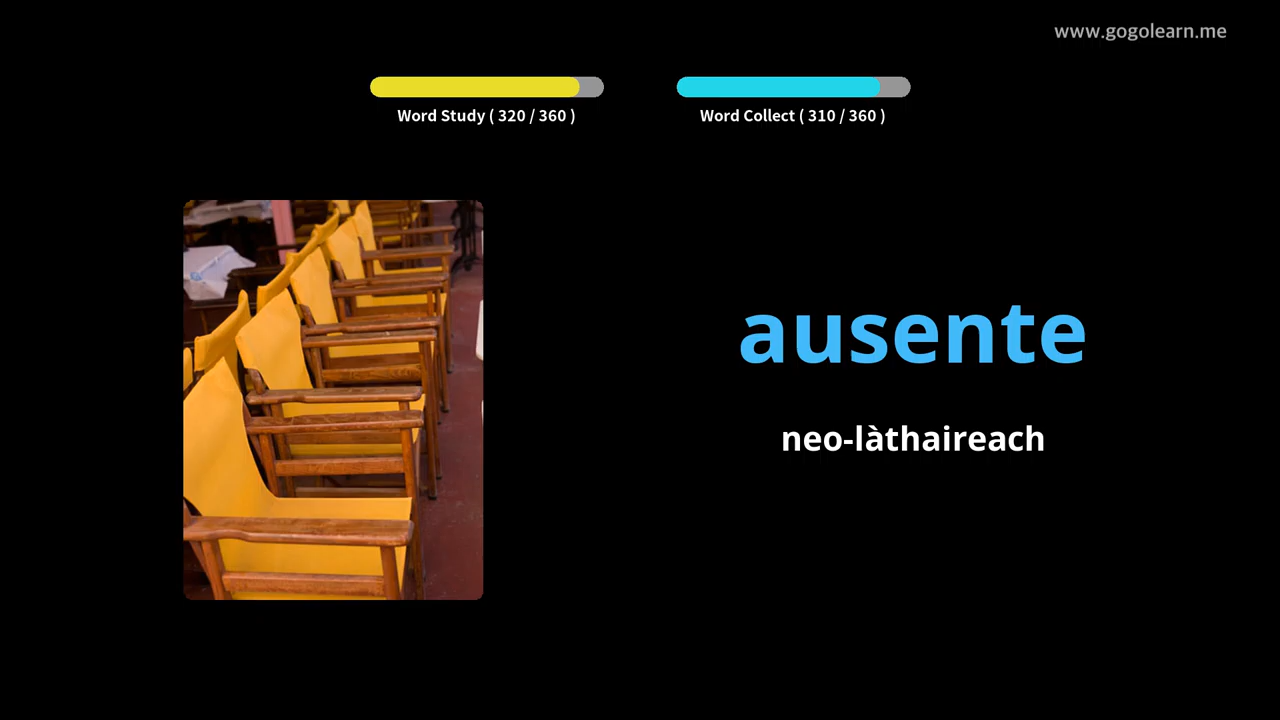 www.gogolearn.me
Word Study ( 320 / 360 )
Word Collect ( 310 / 360 )
ausente
neo-làthaireach